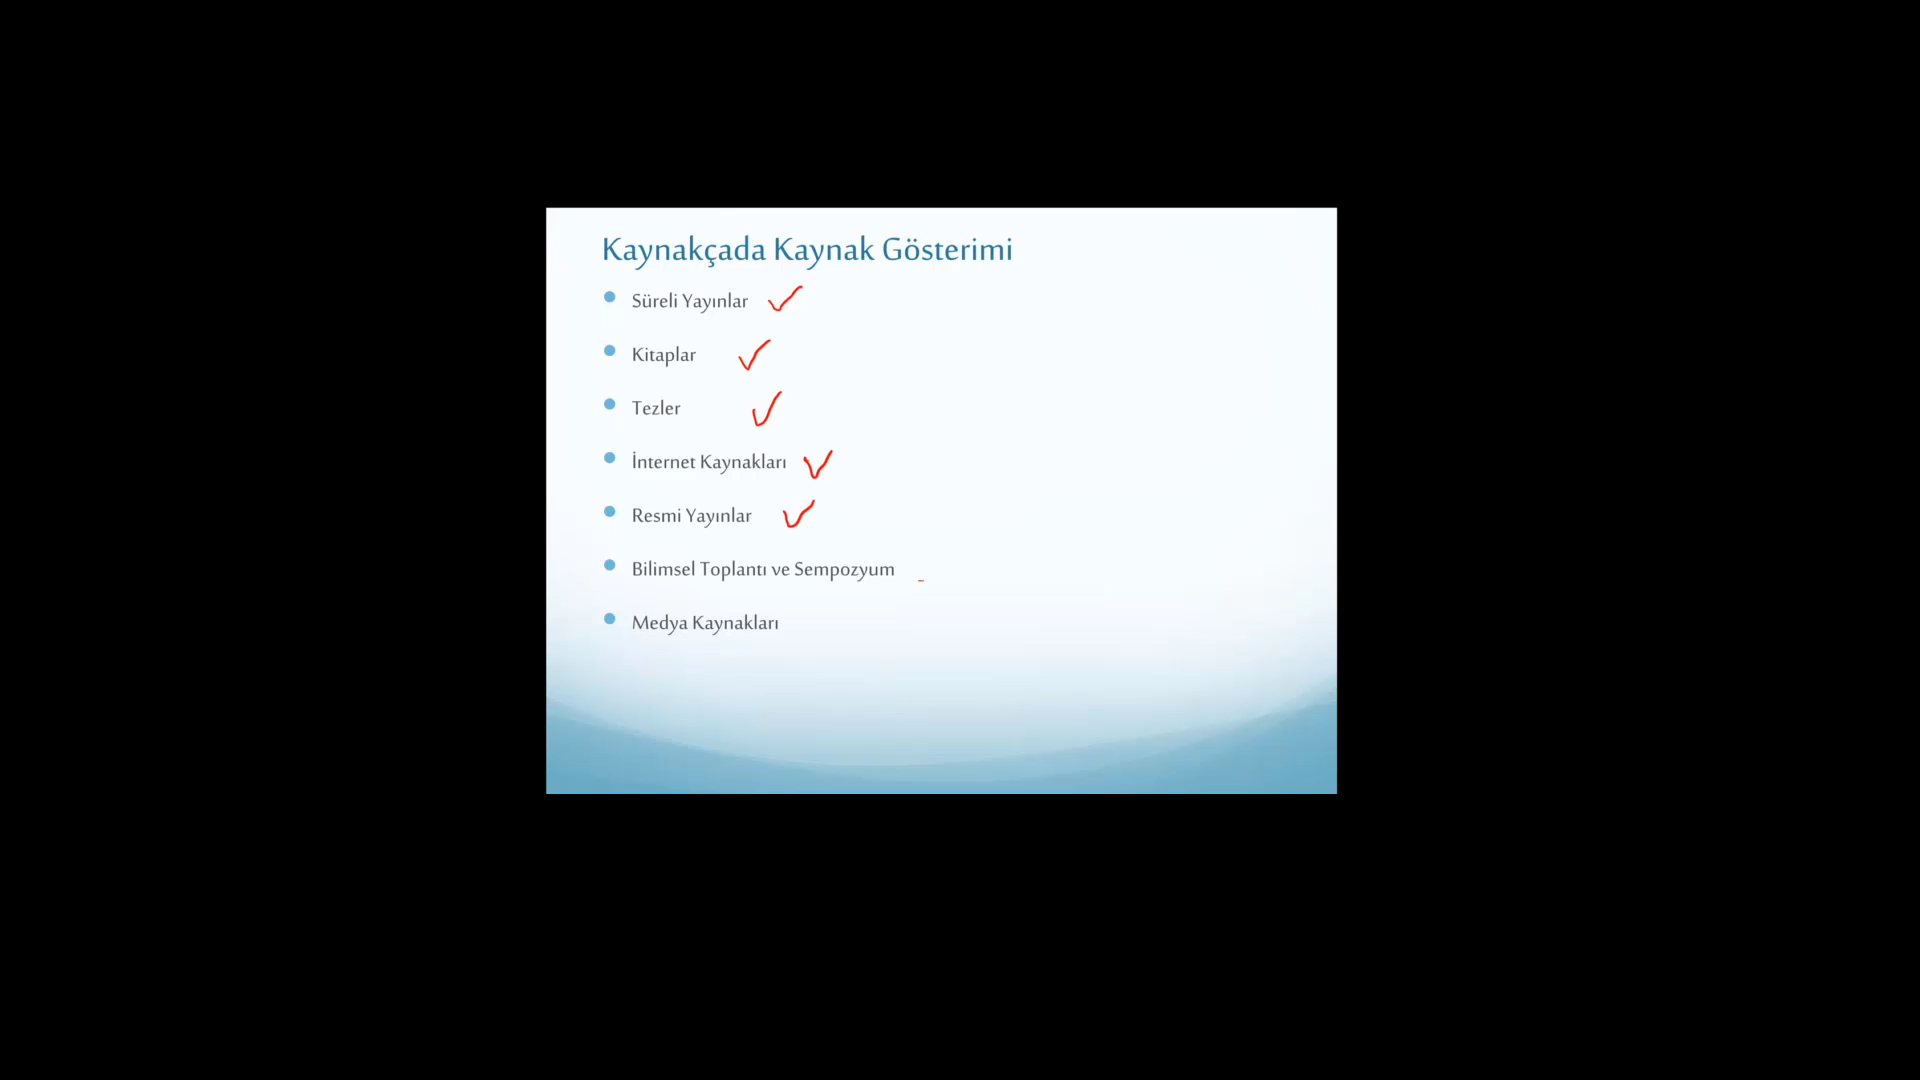 Kaynakçada Kaynak Gösterimi
Süreli Yayınlar
Kitaplar
Tezler
İnternet Kaynakları
Resmi Yayınlar
Bilimsel Toplantı ve Sempozyum
Medya Kaynakları